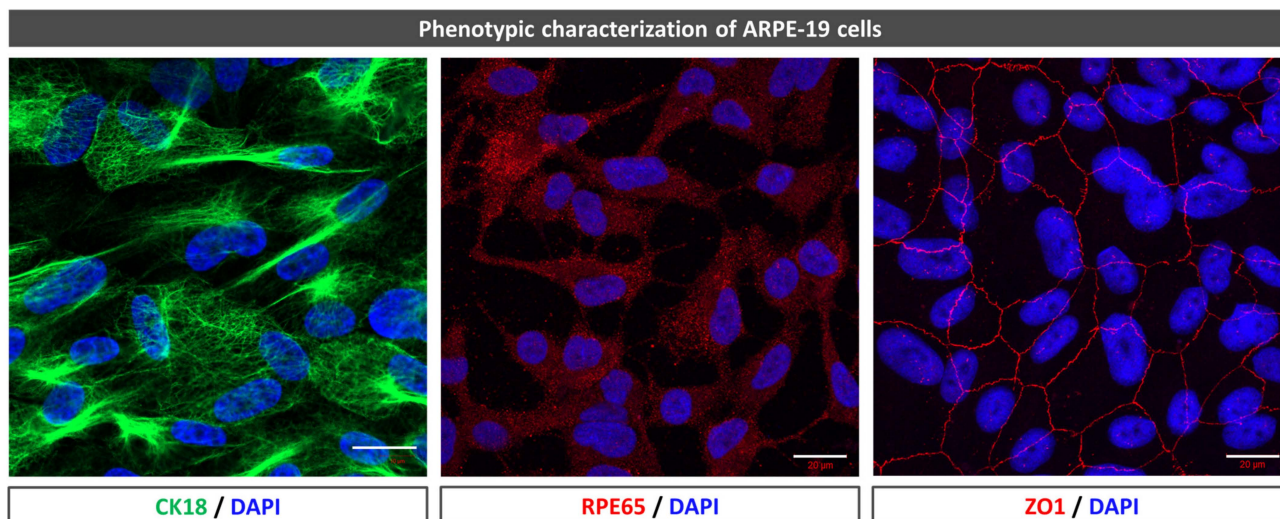 Phenotypic characterization of ARPE-19 cells
20 µm
20 µm
CK18 / DAPI
RPE65 / DAPI
ZO1 / DAPI